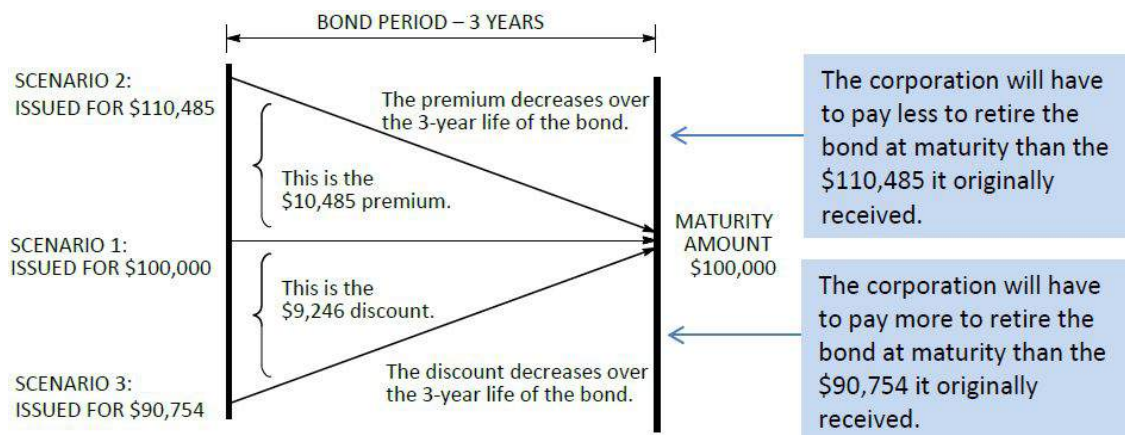 BOND PERIOD – 3 YEARS
SCENARIO 2:
ISSUED FOR $110,485
The premium decreases over
the 3-year life of the bond.
This is the
$10,485 premium.
SCENARIO 1:
ISSUED FOR $100,000
MATURITY
AMOUNT
$100,000
This is the
$9,246 discount.
The discount decreases over
the 3-year life of the bond.
SCENARIO 3:
ISSUED FOR $90,754
The corporation will have
to pay less to retire the
bond at maturity than the
$110,485 it originally
received.
The corporation will have
to pay more to retire the
bond at maturity than the
$90,754 it originally
received.